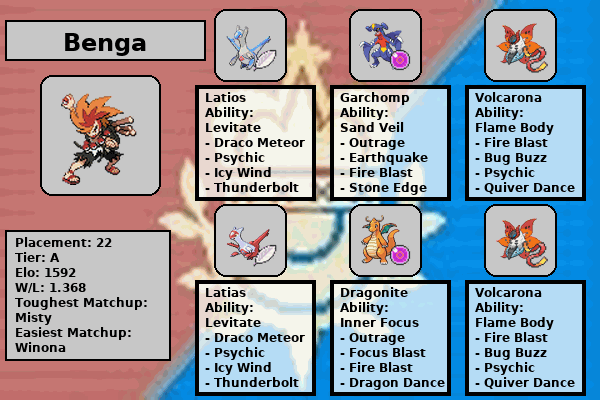 Benga
Latios
Ability:
Levitate
- Draco Meteor
- Psychic
- Icy Wind
- Thunderbolt
Garchomp
Ability:
Sand Veil
- Outrage
- Earthquake
- Fire Blast
- Stone Edge
Volcarona
Ability:
Flame Body
- Fire Blast
- Bug Buzz
- Psychic
- Quiver Dance
Placement: 22
Tier: A
Elo: 1592
W/L: 1.368
Toughest Matchup:
Misty
Easiest Matchup:
Winona
Latias
Ability:
Levitate
- Draco Meteor
- Psychic
- Icy Wind
- Thunderbolt
Dragonite
Ability:
Inner Focus
- Outrage
- Focus Blast
- Fire Blast
- Dragon Dance
Volcarona
Ability:
Flame Body
- Fire Blast
- Bug Buzz
- Psychic
- Quiver Dance